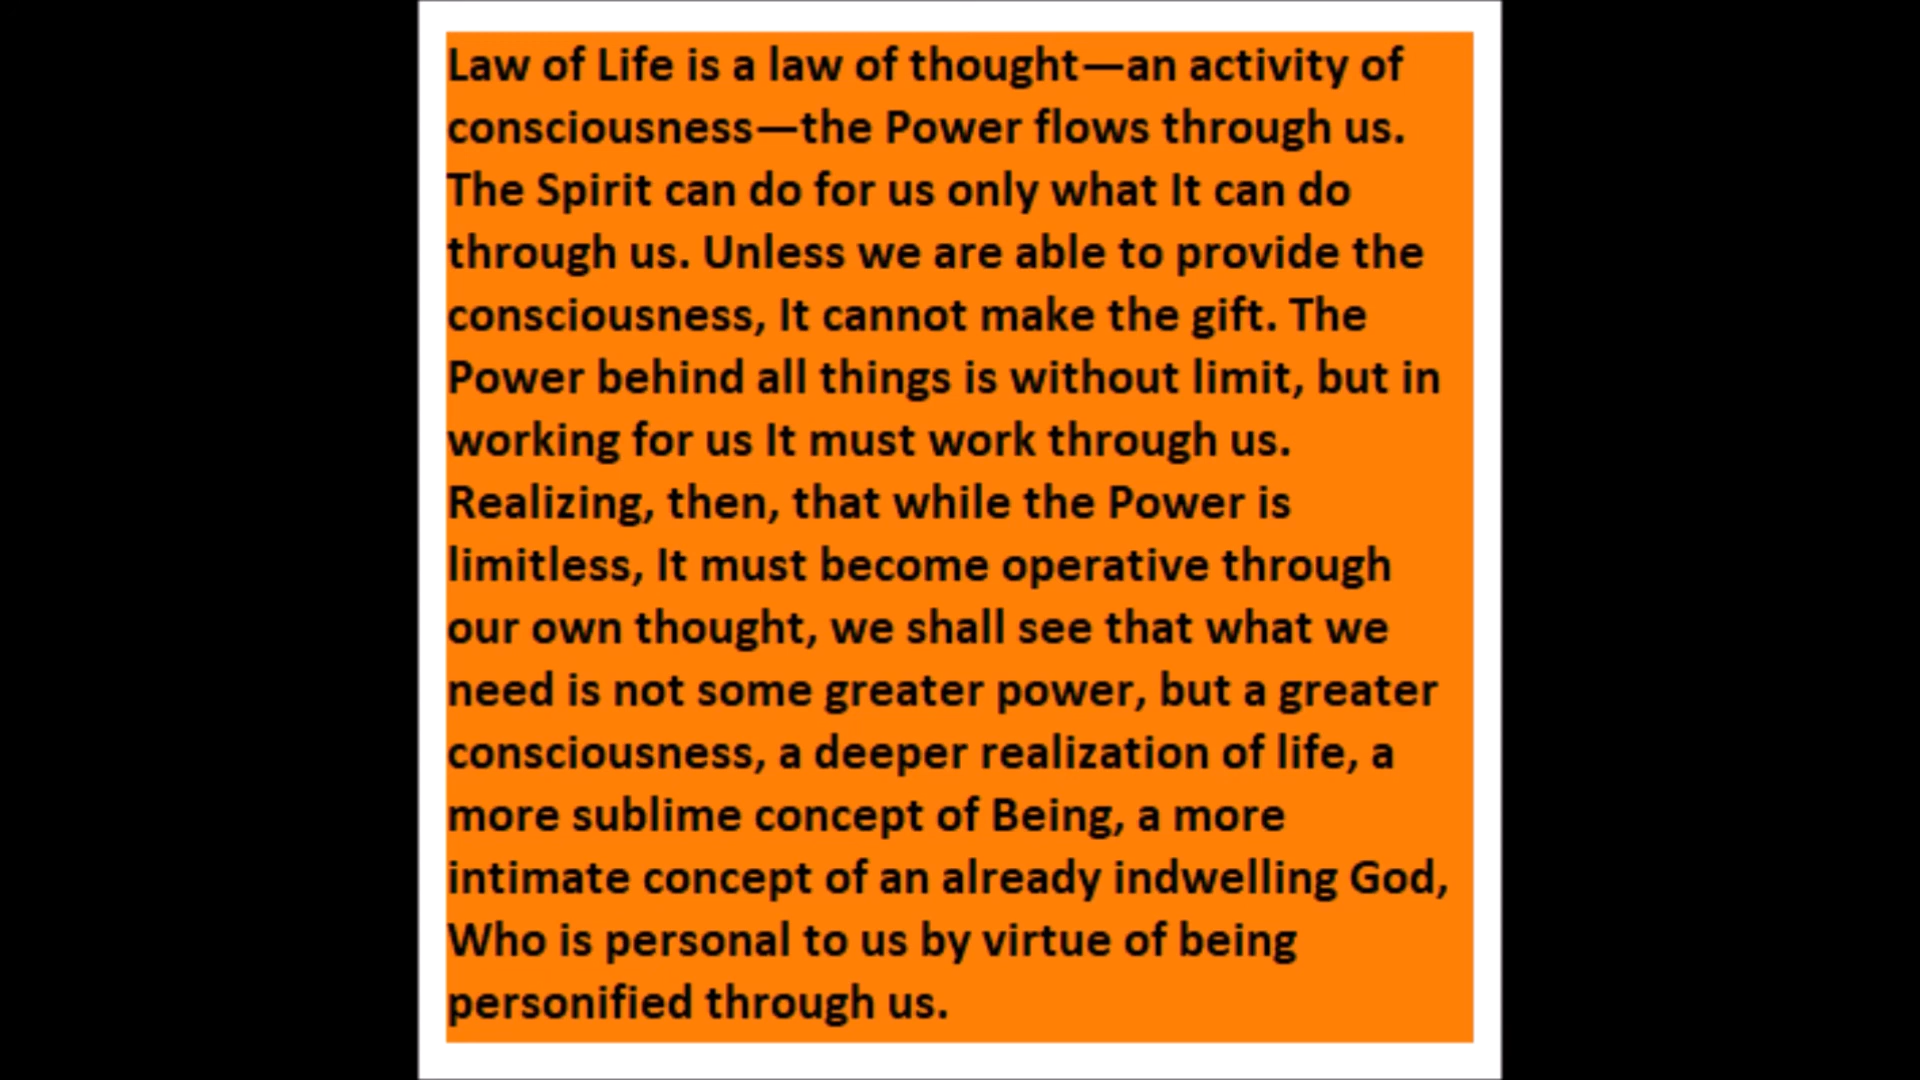 Law of Life is a law of thought—an activity of
consciousness—the Power flows through us.
The Spirit can do for us only what It can do
through us. Unless we are able to provide the
consciousness, It cannot make the gift. The
Power behind all things is without limit, but in
working for us It must work through us.
Realizing, then, that while the Power is
limitless, It must become operative through
our own thought, we shall see that what we
need is not some greater power, but a greater
consciousness, a deeper realization of life, a
more sublime concept of Being, a more
intimate concept of an already indwelling God,
Who is personal to us by virtue of being
personified through us.